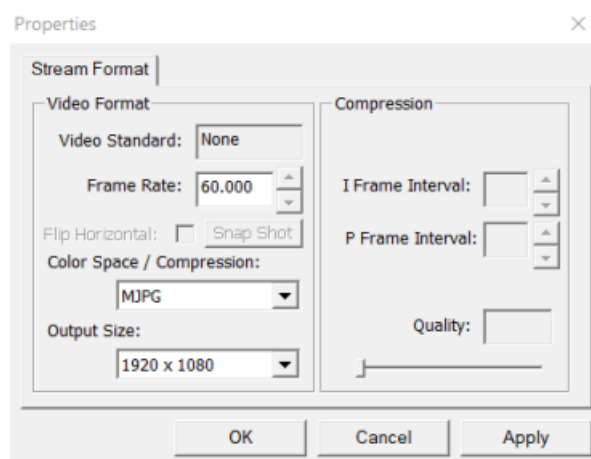 Properties
Stream Format
Video Format
Video Standard: None
Frame Rate: 60.000
Flip Horizontal: Snap Shot
Color Space / Compression:
MJPG
Output Size:
1920 x 1080
Compression
I Frame Interval:
P Frame Interval:
Quality:
OK Cancel Apply